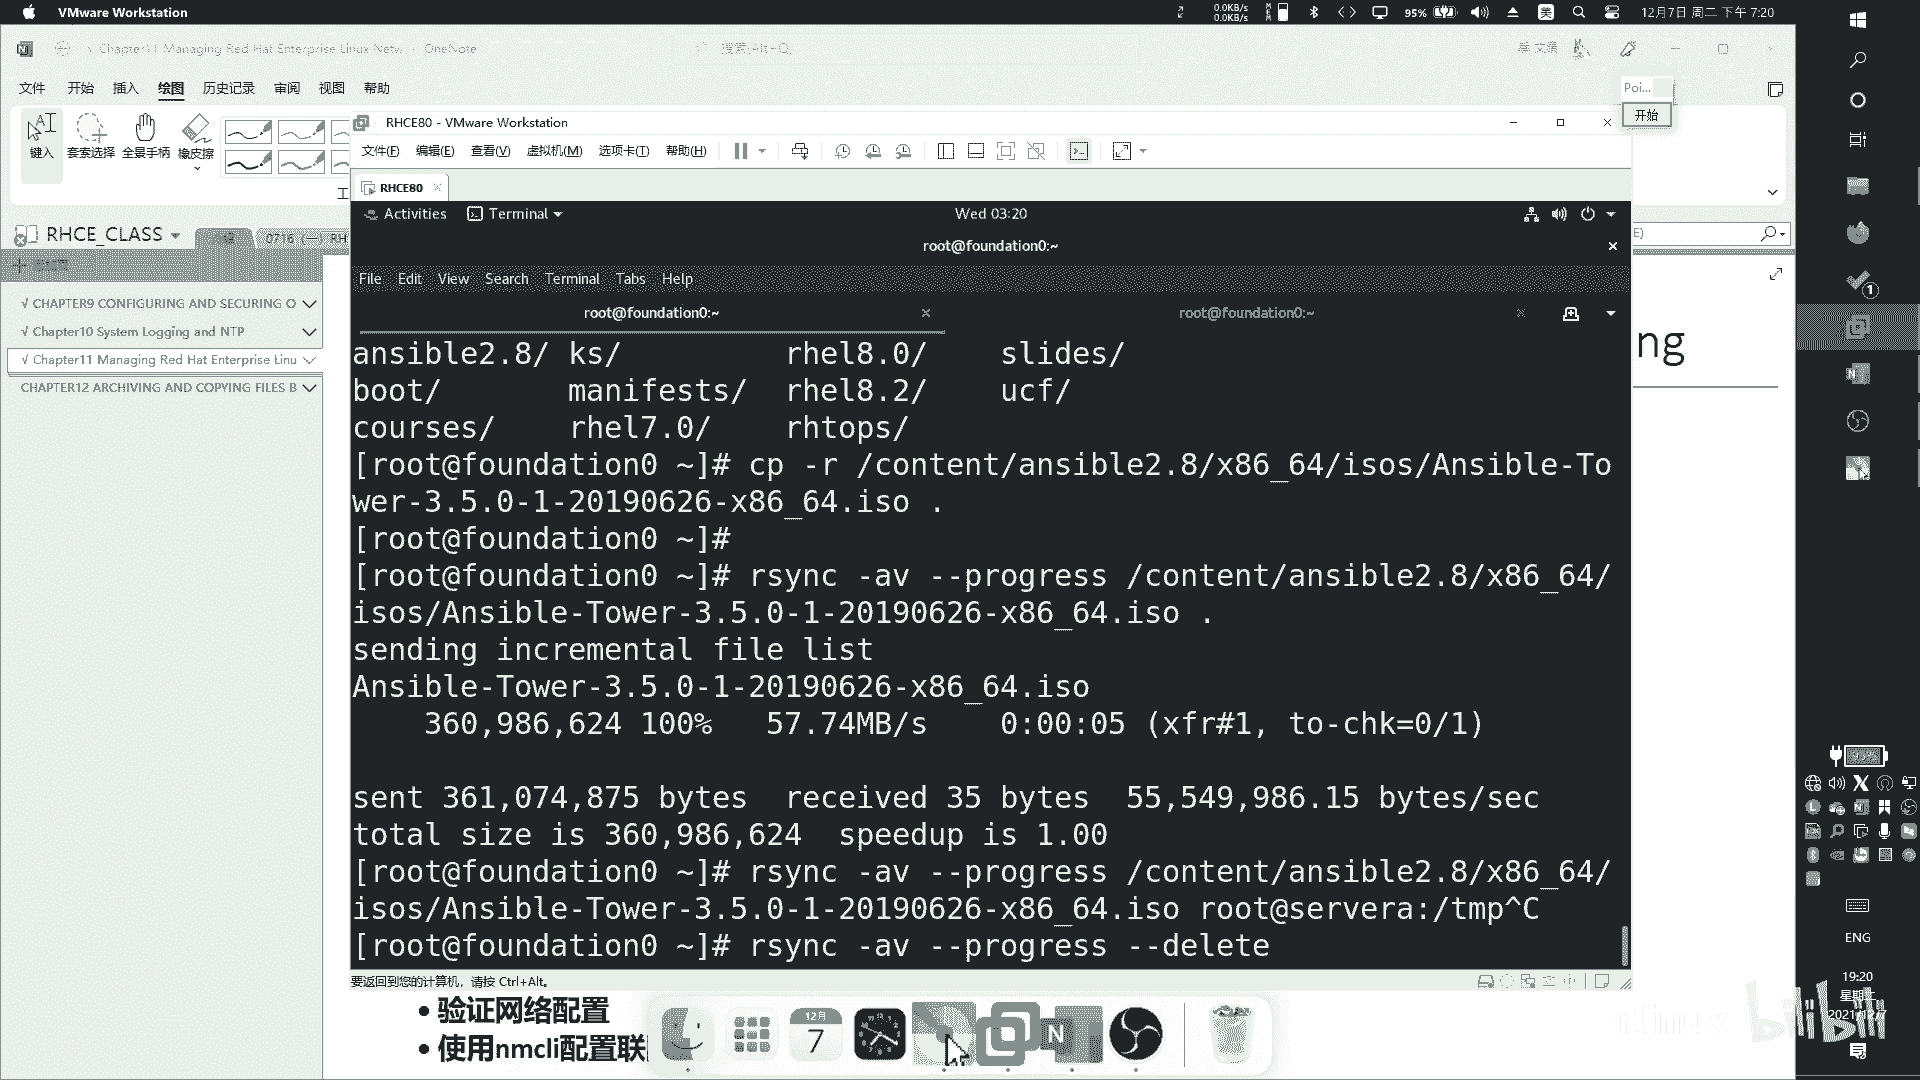 VMware Workstation
0.0KB/s
0.0KB/s
95%
美
12月7日 周二 下午 7:20
Chapter11 Managing Red Hat Enterprise Linux Netw... - OneNote
搜索(Alt+Q)
文件 开始 插入 绘图 历史记录 审阅 视图 帮助
Poi...
开始
键入 套索选择 全景手柄 橡皮擦
工
RHCE80 - VMware Workstation
文件(F) 编辑(E) 查看(V) 虚拟机(M) 选项卡(T) 帮助(H)
RHCE80
RHCE_CLASS
0716 (一) RH
√ CHAPTER9 CONFIGURING AND SECURING O
√ Chapter10 System Logging and NTP
√ Chapter11 Managing Red Hat Enterprise Linu
CHAPTER12 ARCHIVING AND COPYING FILES B
Activities Terminal Wed 03:20
root@foundation0:~
File Edit View Search Terminal Tabs Help
root@foundation0:~ root@foundation0:~
ansible2.8/ ks/ rhel8.0/ slides/
boot/ manifests/ rhel8.2/ ucf/
courses/ rhel7.0/ rhtops/
[root@foundation0 ~]# cp -r /content/ansible2.8/x86_64/isos/Ansible-To
wer-3.5.0-1-20190626-x86_64.iso .
[root@foundation0 ~]#
[root@foundation0 ~]# rsync -av --progress /content/ansible2.8/x86_64/
isos/Ansible-Tower-3.5.0-1-20190626-x86_64.iso .
sending incremental file list
Ansible-Tower-3.5.0-1-20190626-x86_64.iso
360,986,624 100% 57.74MB/s 0:00:05 (xfr#1, to-chk=0/1)
sent 361,074,875 bytes received 35 bytes 55,549,986.15 bytes/sec
total size is 360,986,624 speedup is 1.00
[root@foundation0 ~]# rsync -av --progress /content/ansible2.8/x86_64/
isos/Ansible-Tower-3.5.0-1-20190626-x86_64.iso root@servera:/tmp^C
[root@foundation0 ~]# rsync -av --progress --delete
要返回到您的计算机，请按 Ctrl+Alt。
E)
ng
• 验证网络配置
• 使用nmcli配置联
12月
7
N
1
ENG
19:20
星期二
2021/12/7
bilibili